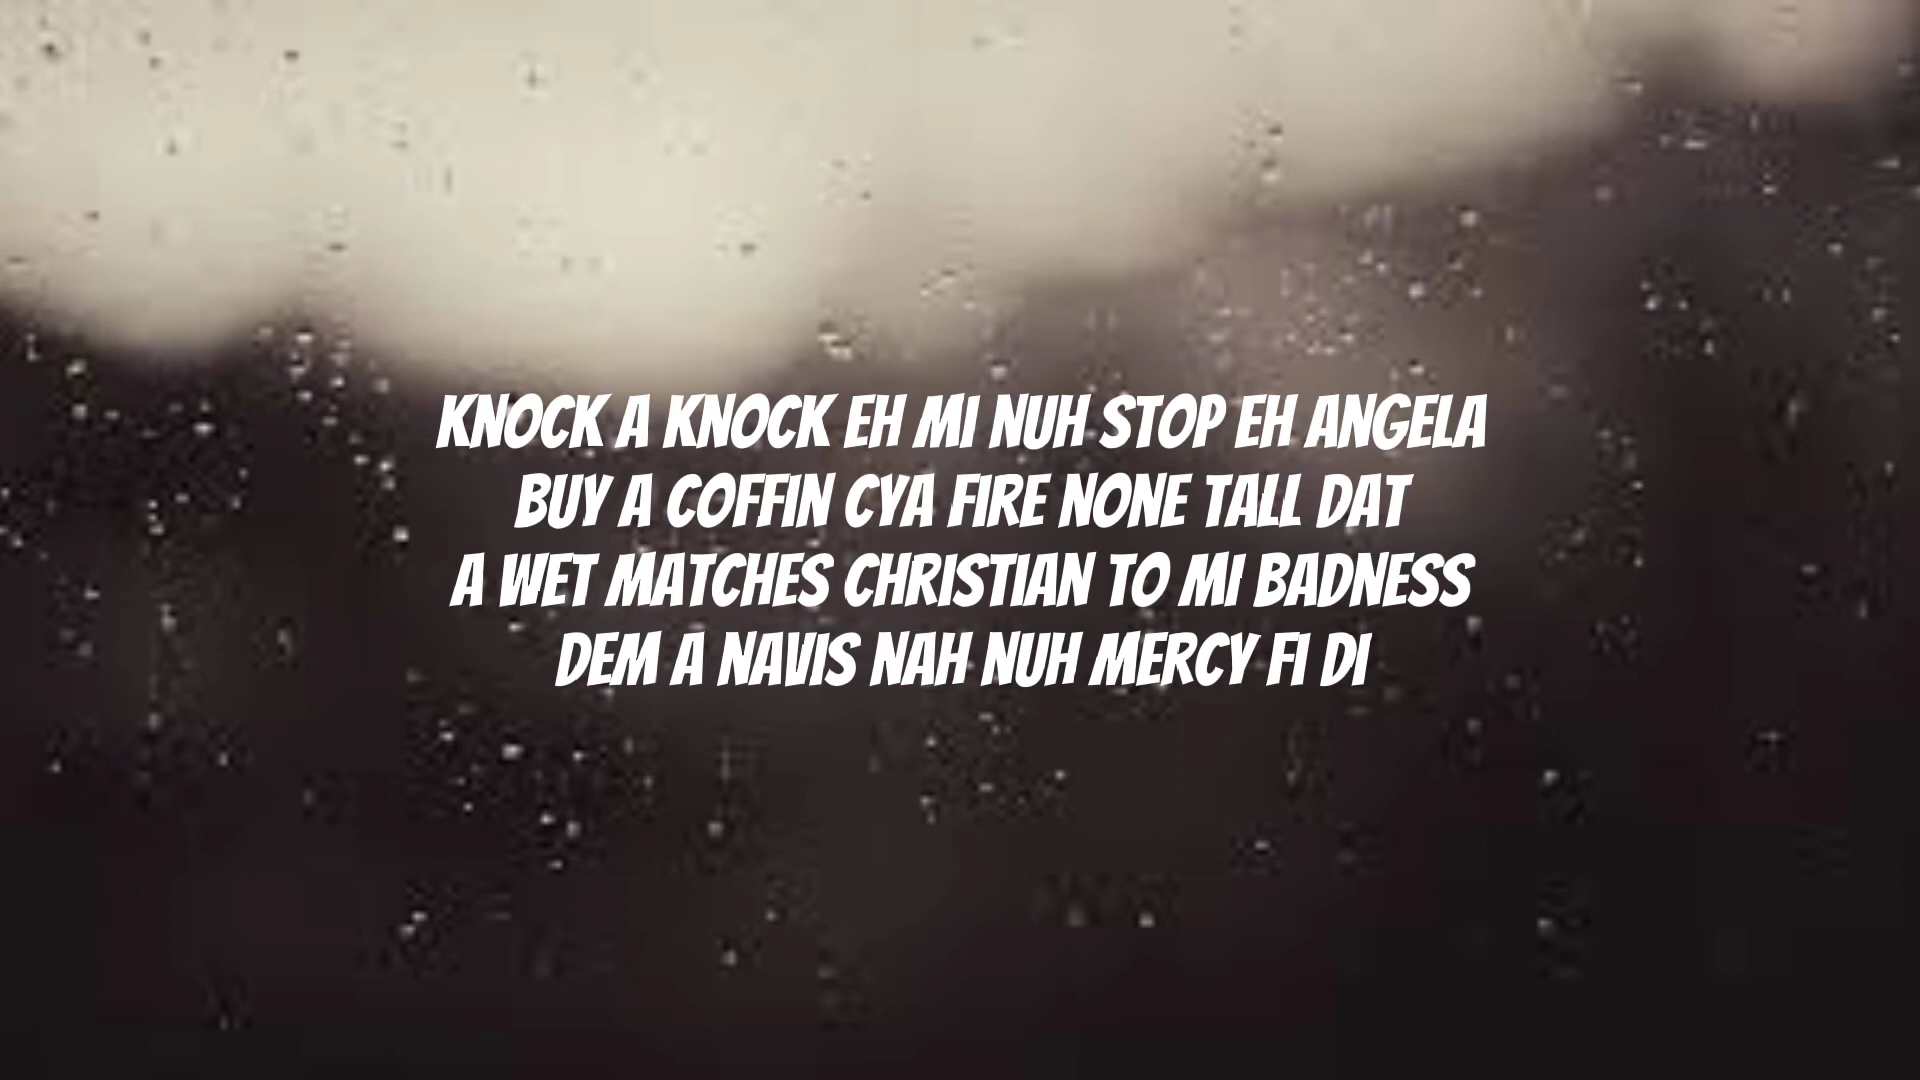 KNOCK A KNOCK EH MI NUH STOP EH ANGELA
BUY A COFFIN CYA FIRE NONE TALL DAT
A WET MATCHES CHRISTIAN TO MI BADNESS
DEM A NAVIS NAH NUH MERCY FI DI